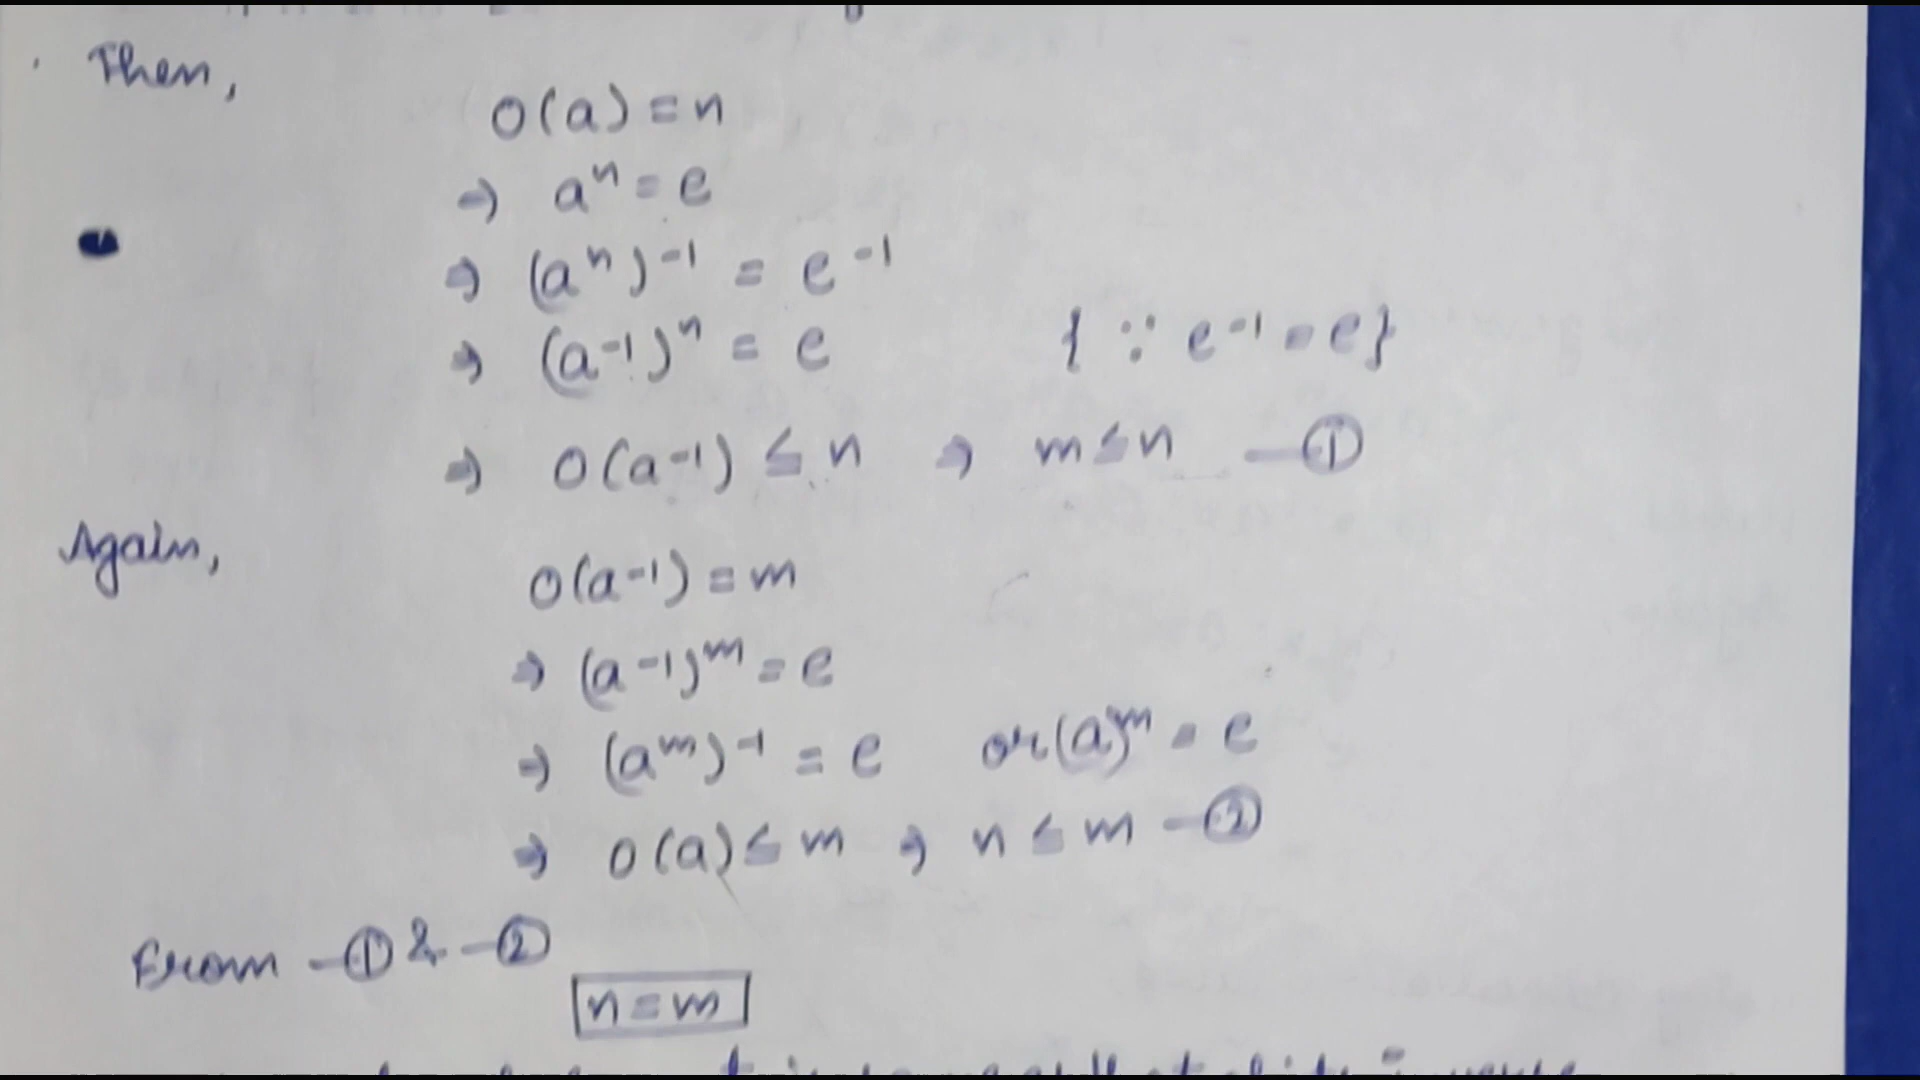 Then,
O(a) = n
⇒ aⁿ = e
⇒ (aⁿ)⁻¹ = e⁻¹
⇒ (a⁻¹)ⁿ = e { ∵ e⁻¹ = e}
⇒ O(a⁻¹) ≤ n ⇒ m ≤ n —①
Again,
O(a⁻¹) = m
⇒ (a⁻¹)ᵐ = e
⇒ (aᵐ)⁻¹ = e or (a)ᵐ = e
⇒ O(a) ≤ m ⇒ n ≤ m —②
From —① & —②
n = m